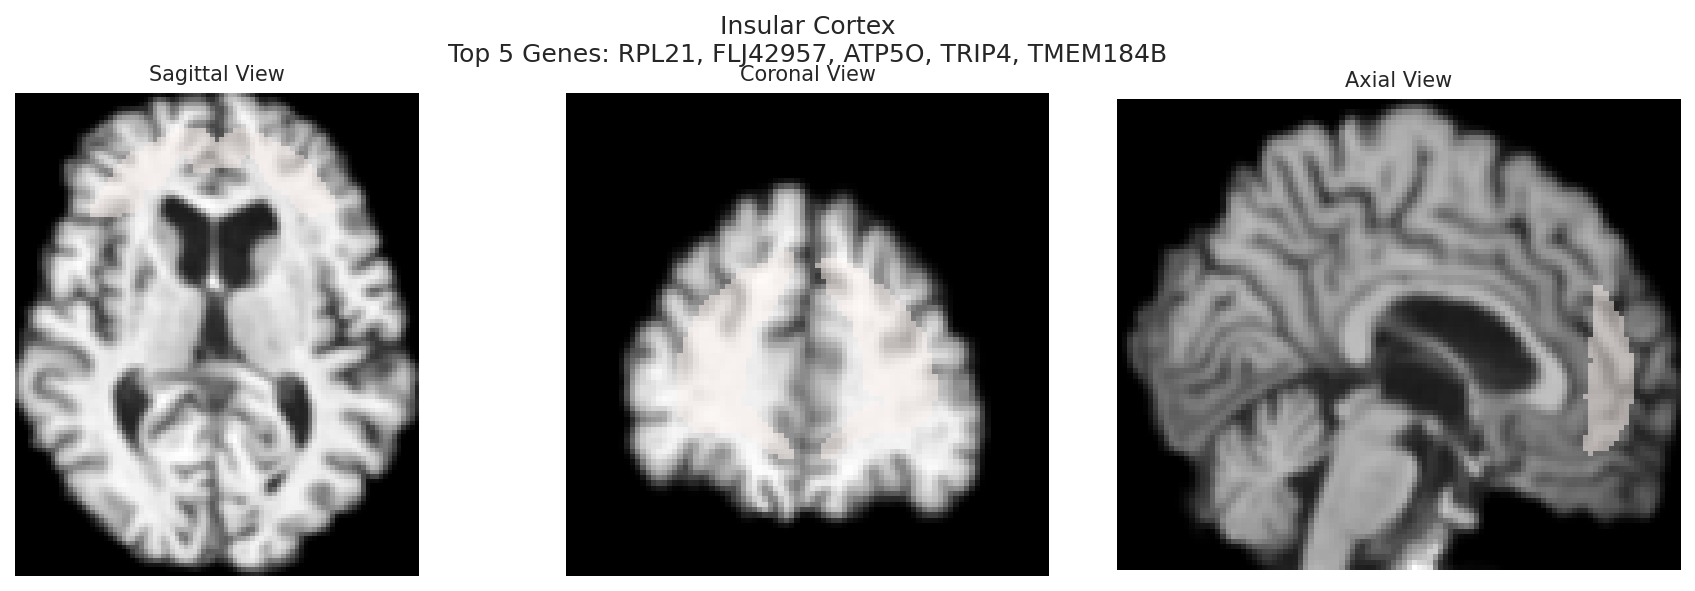 Insular Cortex
Top 5 Genes: RPL21, FLJ42957, ATP5O, TRIP4, TMEM184B
Sagittal View
Coronal View
Axial View